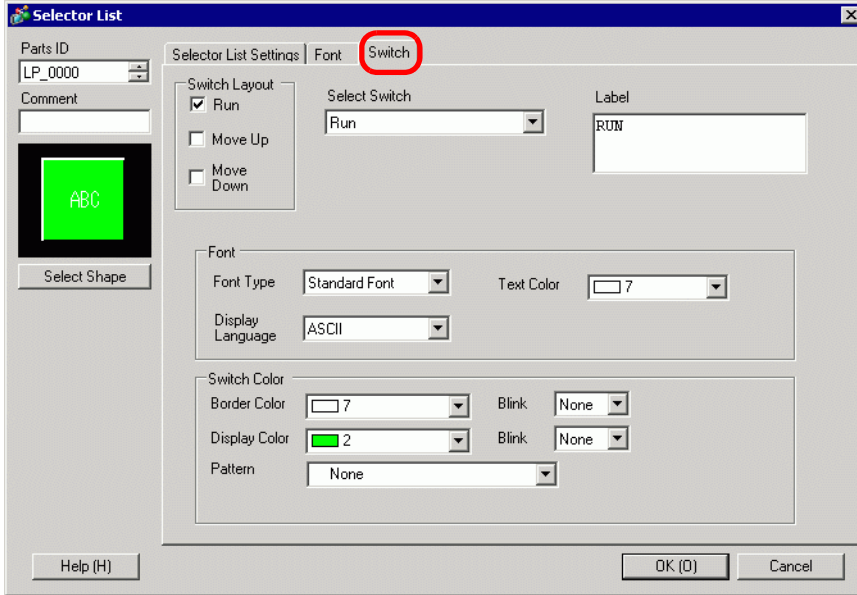 Selector List
Parts ID
LP_0000
Comment
ABC
Select Shape
Selector List Settings Font Switch
Switch Layout
Run
Move Up
Move
Down
Select Switch
Run
Label
RUN
Font
Font Type Standard Font Text Color 7
Display
Language ASCII
Switch Color
Border Color 7 Blink None
Display Color 2 Blink None
Pattern None
Help (H) OK (O) Cancel